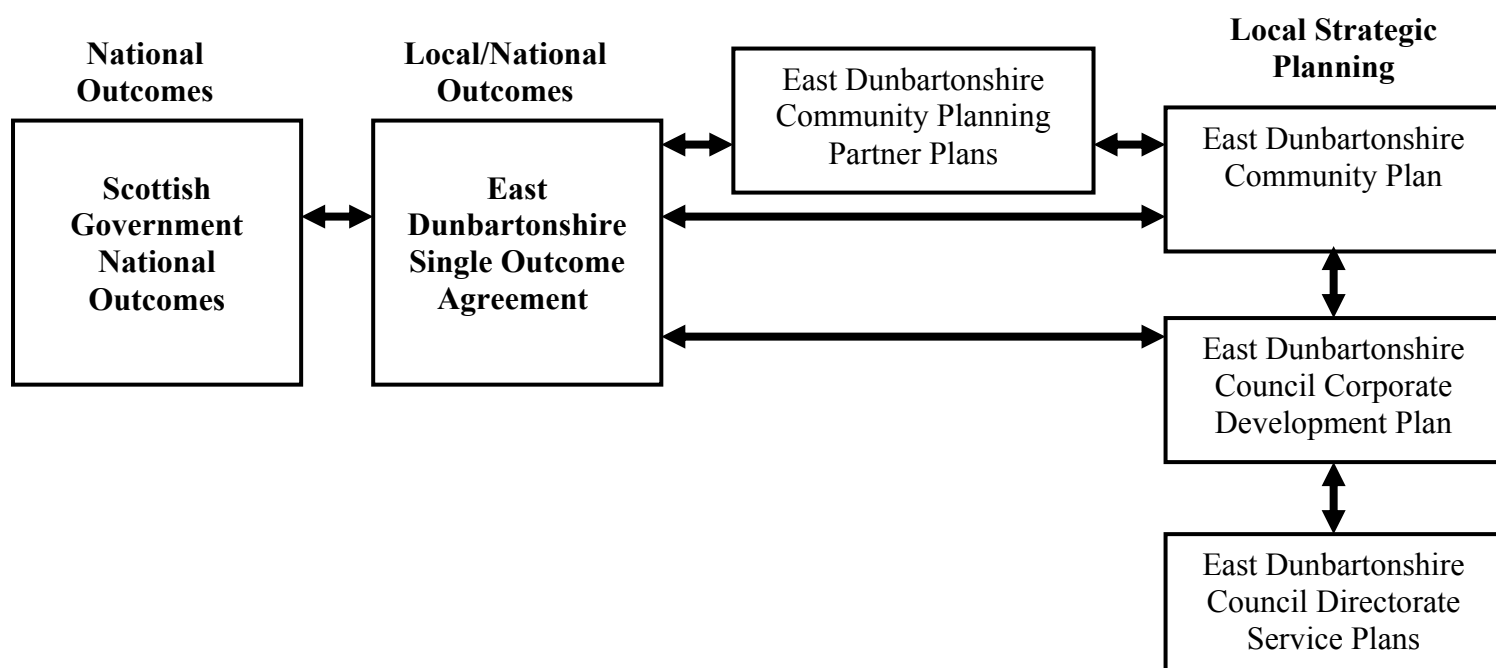 National
Outcomes
Scottish
Government
National
Outcomes
Local/National
Outcomes
East
Dunbartonshire
Single Outcome
Agreement
East Dunbartonshire
Community Planning
Partner Plans
Local Strategic
Planning
East Dunbartonshire
Community Plan
East Dunbartonshire
Council Corporate
Development Plan
East Dunbartonshire
Council Directorate
Service Plans